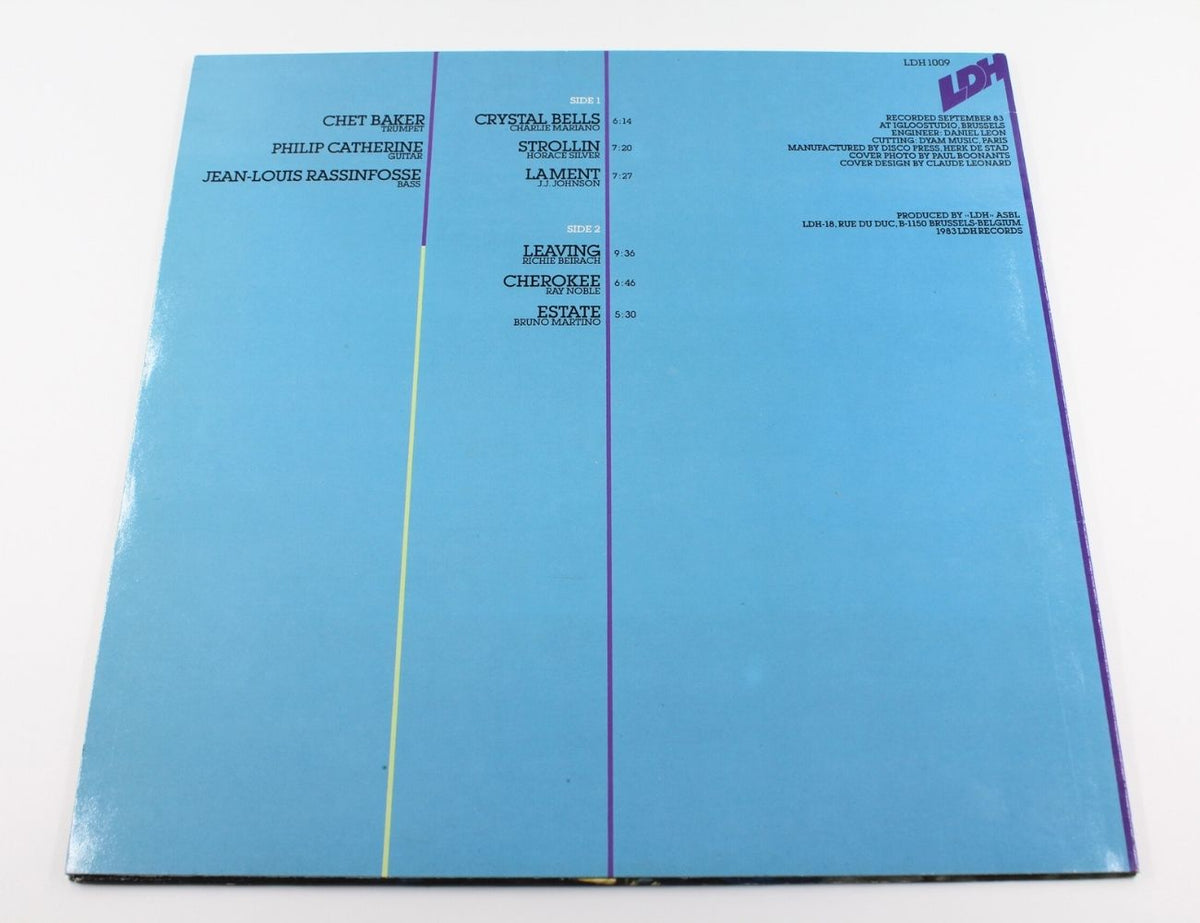 CHET BAKER
TRUMPET
PHILIP CATHERINE
GUITAR
JEAN-LOUIS RASSINFOSSE
BASS
SIDE 1
CRYSTAL BELLS 6:14
CHARLIE MARIANO
STROLLIN 7:20
HORACE SILVER
LAMENT 7:27
J.J. JOHNSON
SIDE 2
LEAVING 9:36
RICHIE BEIRACH
CHEROKEE 6:46
RAY NOBLE
ESTATE 5:30
BRUNO MARTINO
LDH 1009
LDH
RECORDED SEPTEMBER 83
AT IGLOOSTUDIO, BRUSSELS
ENGINEER: DANIEL LEON
CUTTING: DYAM MUSIC, PARIS
MANUFACTURED BY DISCO PRESS, HERK DE STAD
COVER PHOTO BY PAUL BOONANTS
COVER DESIGN BY CLAUDE LEONARD
PRODUCED BY «LDH» ASBL
LDH-18, RUE DU DUC, B-1150 BRUSSELS-BELGIUM.
1983 LDH RECORDS